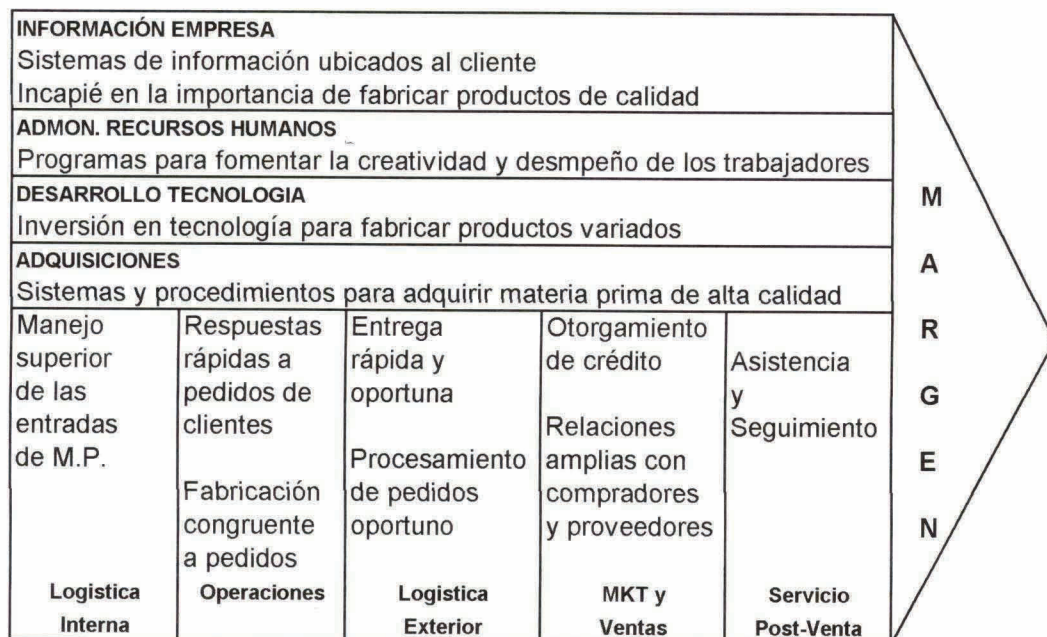 INFORMACIÓN EMPRESA
Sistemas de información ubicados al cliente
Incapié en la importancia de fabricar productos de calidad
ADMON. RECURSOS HUMANOS
Programas para fomentar la creatividad y desmpeño de los trabajadores
DESARROLLO TECNOLOGIA
Inversión en tecnología para fabricar productos variados
ADQUISICIONES
Sistemas y procedimientos para adquirir materia prima de alta calidad
Manejo
superior
de las
entradas
de M.P.
Logistica
Interna
Respuestas
rápidas a
pedidos de
clientes
Fabricación
congruente
a pedidos
Operaciones
Entrega
rápida y
oportuna
Procesamiento
de pedidos
oportuno
Logistica
Exterior
Otorgamiento
de crédito
Relaciones
amplias con
compradores
y proveedores
MKT y
Ventas
Asistencia
y
Seguimiento
Servicio
Post-Venta
M
A
R
G
E
N